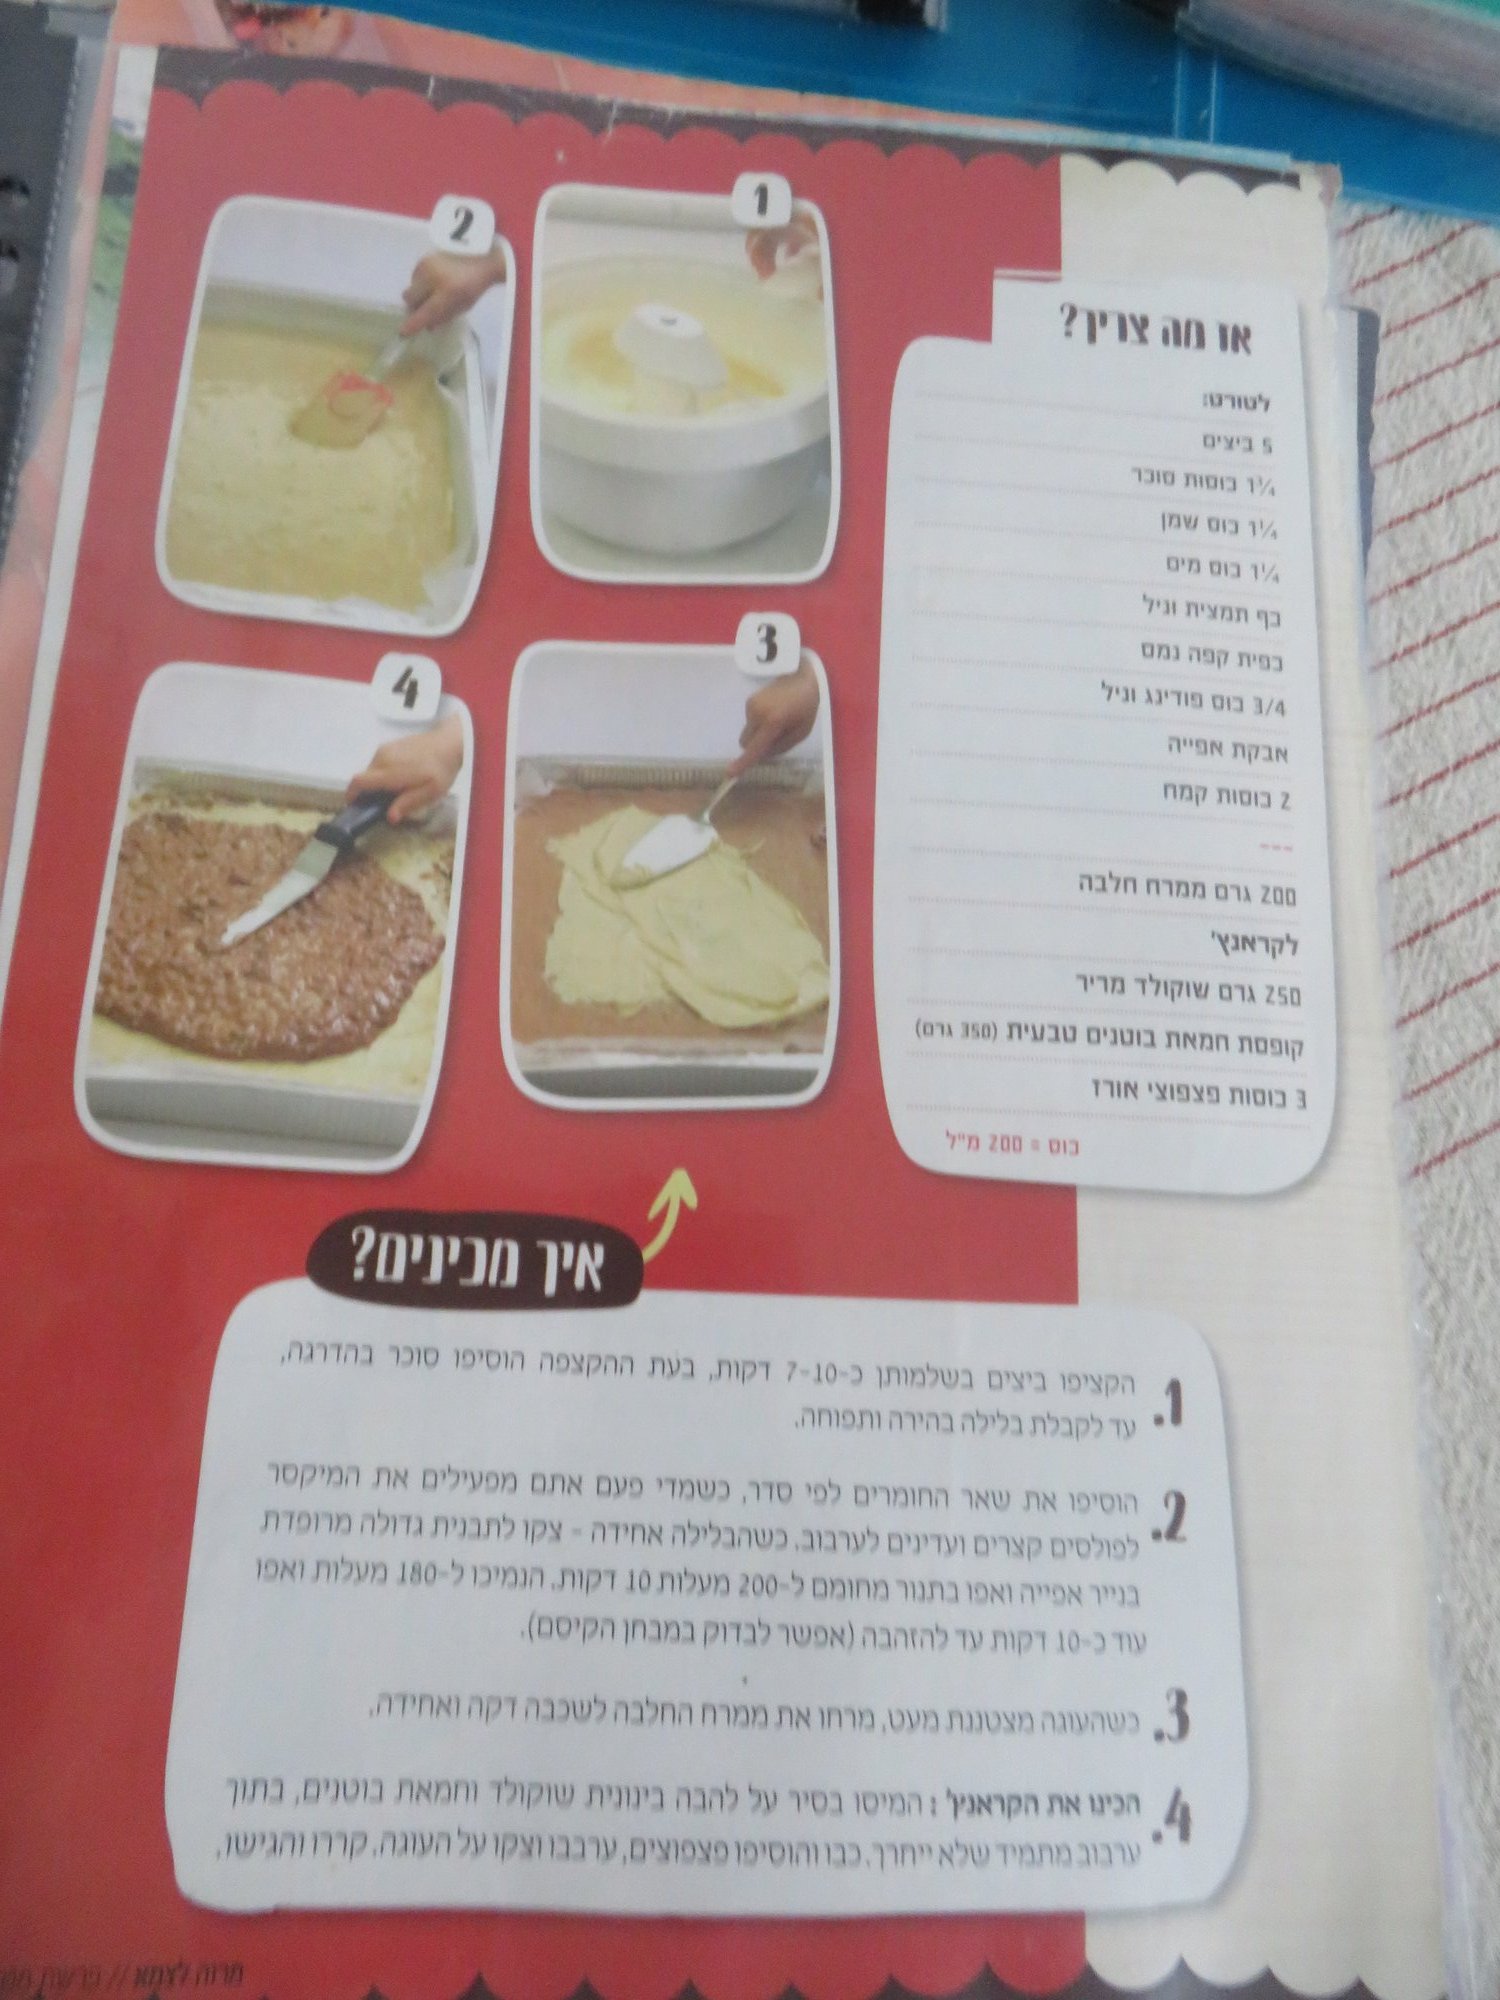 אז מה צריך?
לטורט:
5 ביצים
1¼ כוסות סוכר
1¼ כוס שמן
1¼ כוס מים
כף תמצית וניל
כפית קפה נמס
3/4 כוס פודינג וניל
אבקת אפייה
2 כוסות קמח
---
200 גרם ממרח חלבה
לקראנץ'
250 גרם שוקולד מריר
קופסת חמאת בוטנים טבעית (350 גרם)
3 כוסות פצפוצי אורז
כוס = 200 מ"ל
1
2
3
4
איך מכינים?
1. הקציפו ביצים בשלמותן כ-7-10 דקות, בעת ההקצפה הוסיפו סוכר בהדרגה,
עד לקבלת בלילה בהירה ותפוחה.
2. הוסיפו את שאר החומרים לפי סדר, כשמדי פעם אתם מפעילים את המיקסר
לפולסים קצרים ועדינים לערבוב. כשהבלילה אחידה - צקו לתבנית גדולה מרופדת
בנייר אפייה ואפו בתנור מחומם ל-200 מעלות 10 דקות. הנמיכו ל-180 מעלות ואפו
עוד כ-10 דקות עד להזהבה (אפשר לבדוק במבחן הקיסם).
3. כשהעוגה מצטננת מעט, מרחו את ממרח החלבה לשכבה דקה ואחידה.
4. הכינו את הקראנץ': המיסו בסיר על להבה בינונית שוקולד וחמאת בוטנים, בתוך
ערבוב מתמיד שלא ייחרך. כבו והוסיפו פצפוצים, ערבבו וצקו על העוגה. קררו והגישו.
מרוה לצמא // פרשת